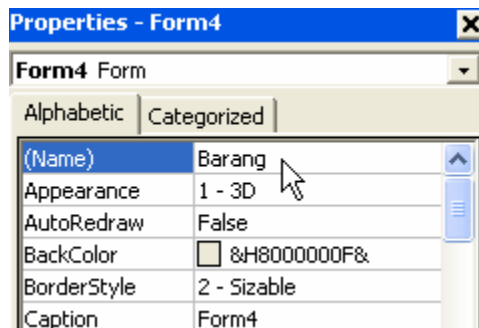 Properties - Form4
Form4 Form
Alphabetic Categorized
(Name) Barang
Appearance 1 - 3D
AutoRedraw False
BackColor &H8000000F&
BorderStyle 2 - Sizable
Caption Form4